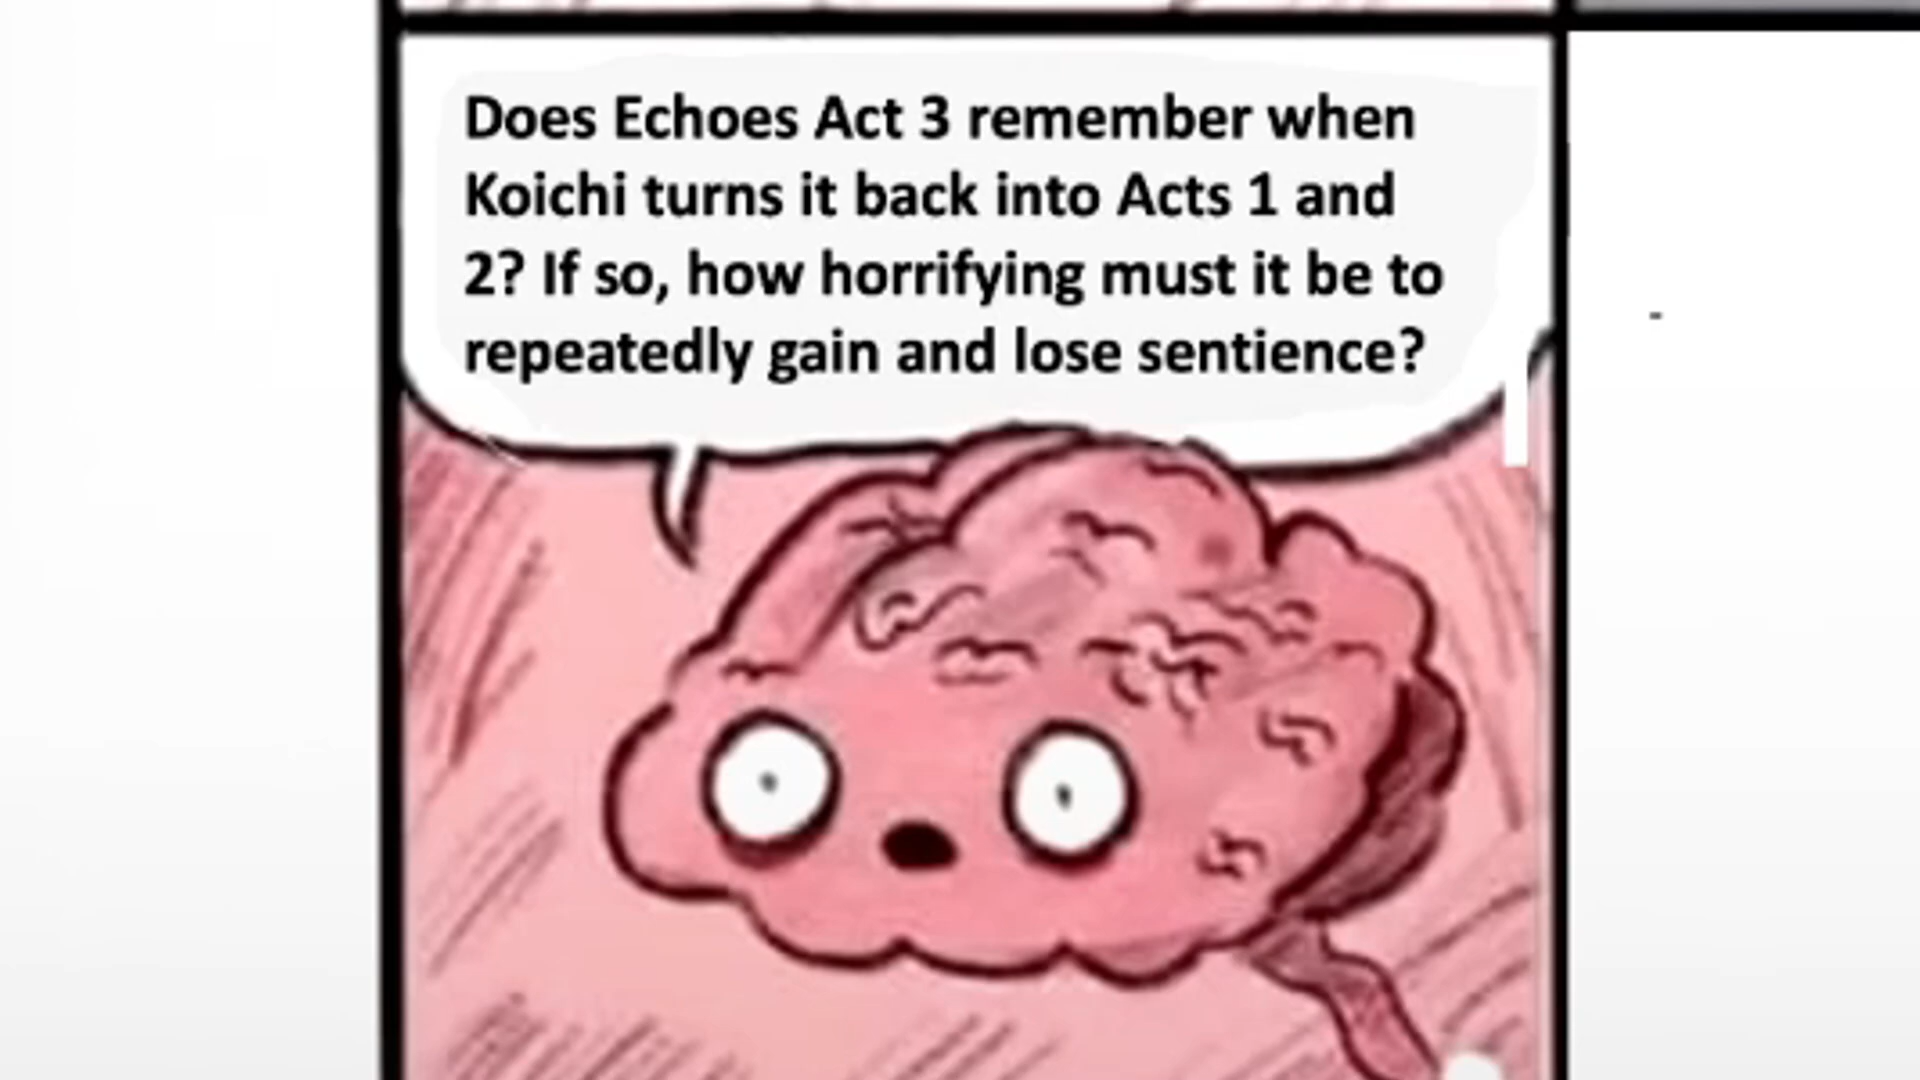 Does Echoes Act 3 remember when
Koichi turns it back into Acts 1 and
2? If so, how horrifying must it be to
repeatedly gain and lose sentience?